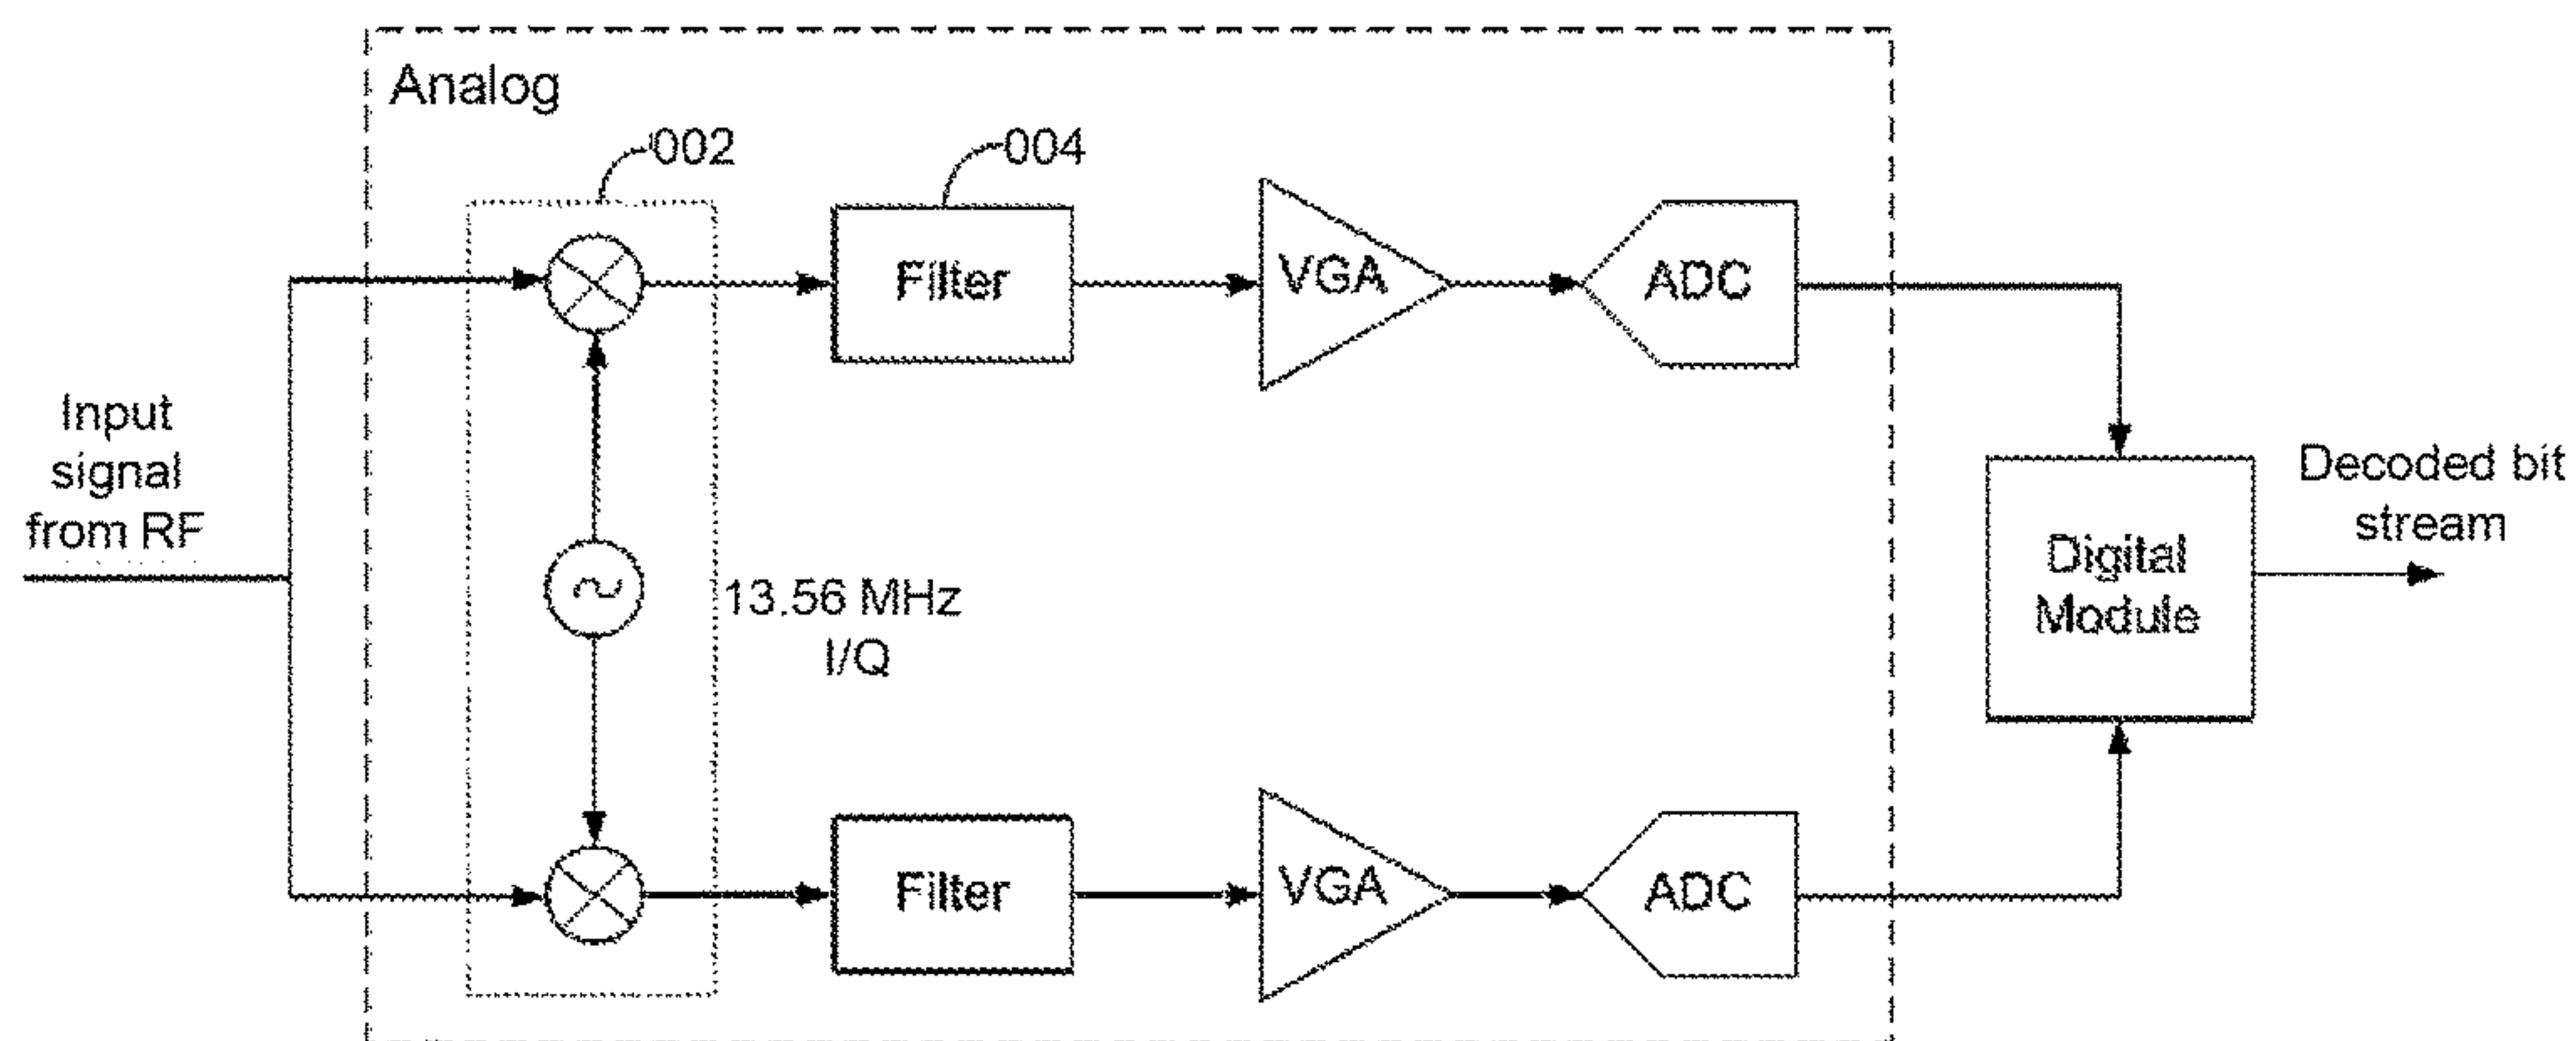 Analog
002
004
Filter
VGA
ADC
Input
signal
from RF
13.56 MHz
I/Q
Digital
Module
Decoded bit
stream
Filter
VGA
ADC